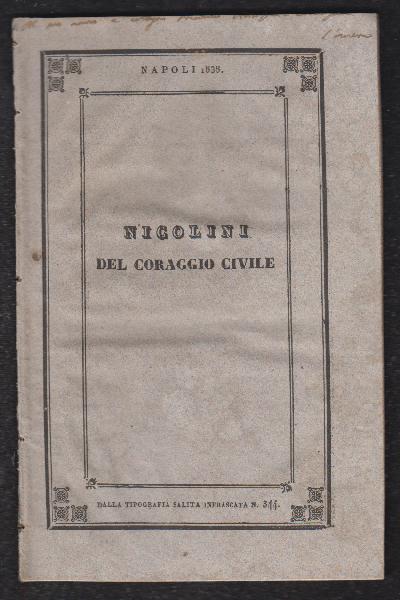 NAPOLI 1838.
NICOLINI
DEL CORAGGIO CIVILE
DALLA TIPOGRAFIA SALITA INFRASCATA N. 344.